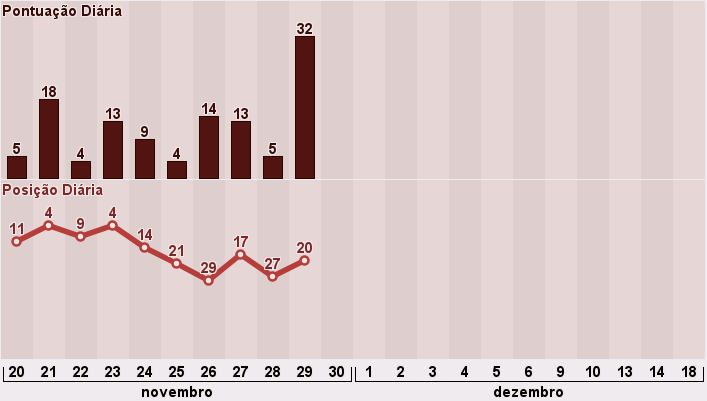 Pontuação Diária
5 18 4 13 9 4 14 13 5 32
Posição Diária
11 4 9 4 14 21 29 17 27 20
20 21 22 23 24 25 26 27 28 29 30 1 2 3 4 5 6 9 10 13 14 18
novembro dezembro